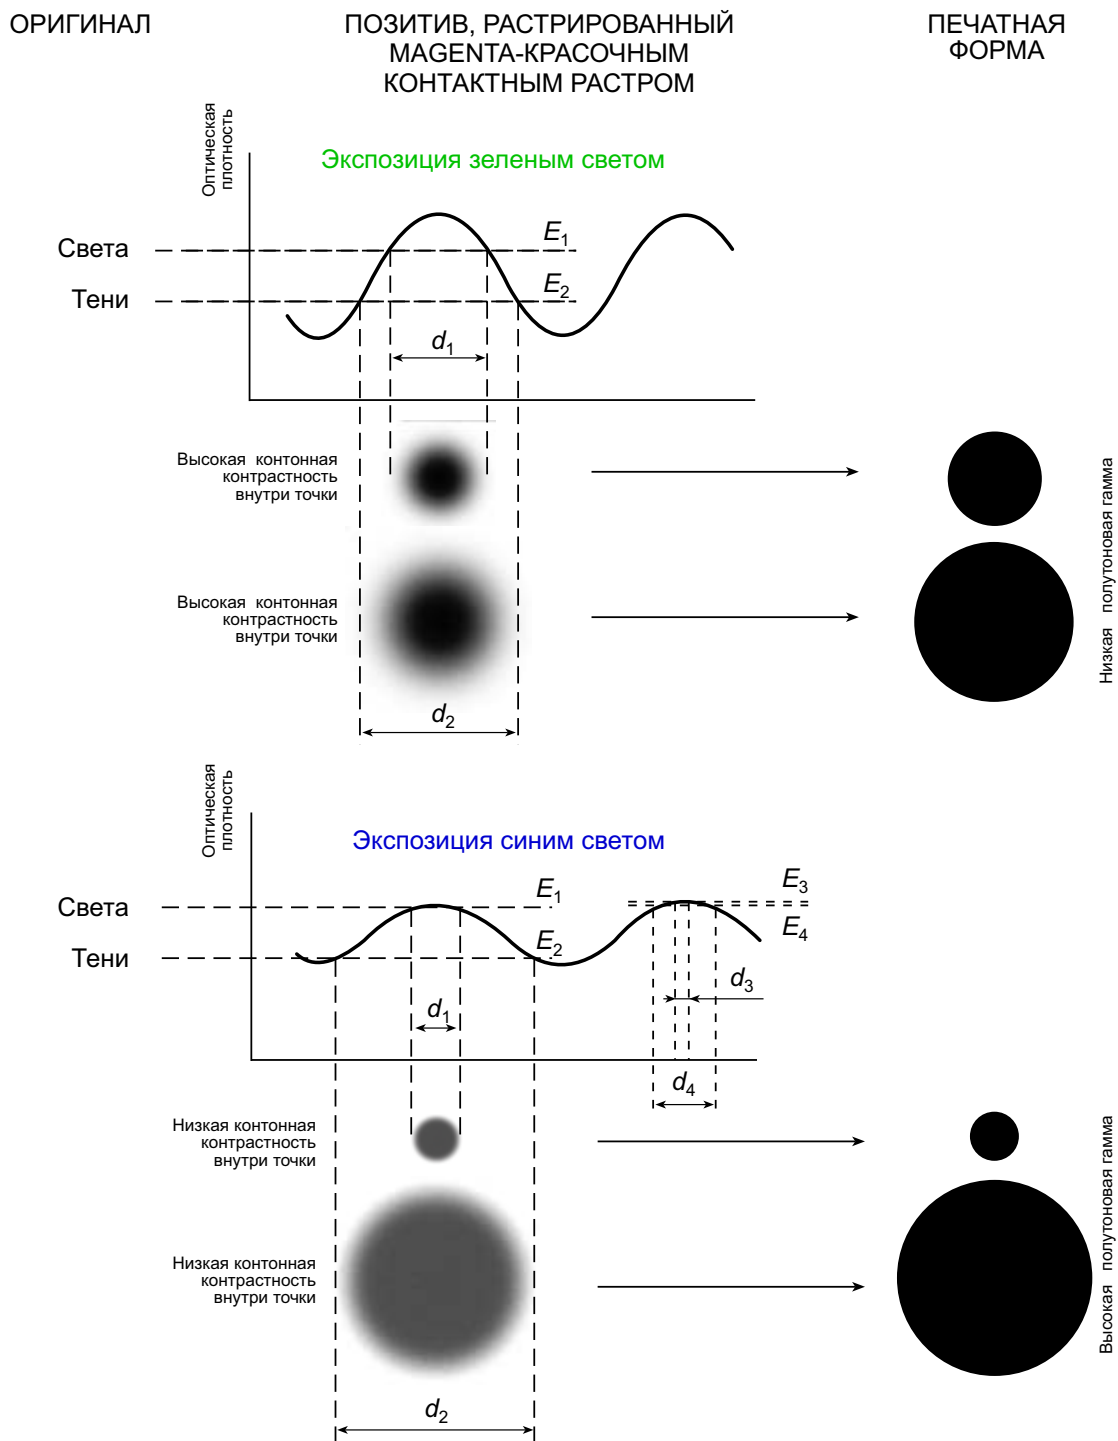 ОРИГИНАЛ
ПОЗИТИВ, РАСТРИРОВАННЫЙ
MAGENTA-КРАСОЧНЫМ
КОНТАКТНЫМ РАСТРОМ
ПЕЧАТНАЯ
ФОРМА
Оптическая
плотность
Экспозиция зеленым светом
Света
E1
Тени
E2
d1
Высокая контонная
контрастность
внутри точки
Высокая контонная
контрастность
внутри точки
Низкая полутоновая гамма
d2
Оптическая
плотность
Экспозиция синим светом
Света
E1
E3
Тени
E2
E4
d3
d1
d4
Низкая контонная
контрастность
внутри точки
Низкая контонная
контрастность
внутри точки
Высокая полутоновая гамма
d2